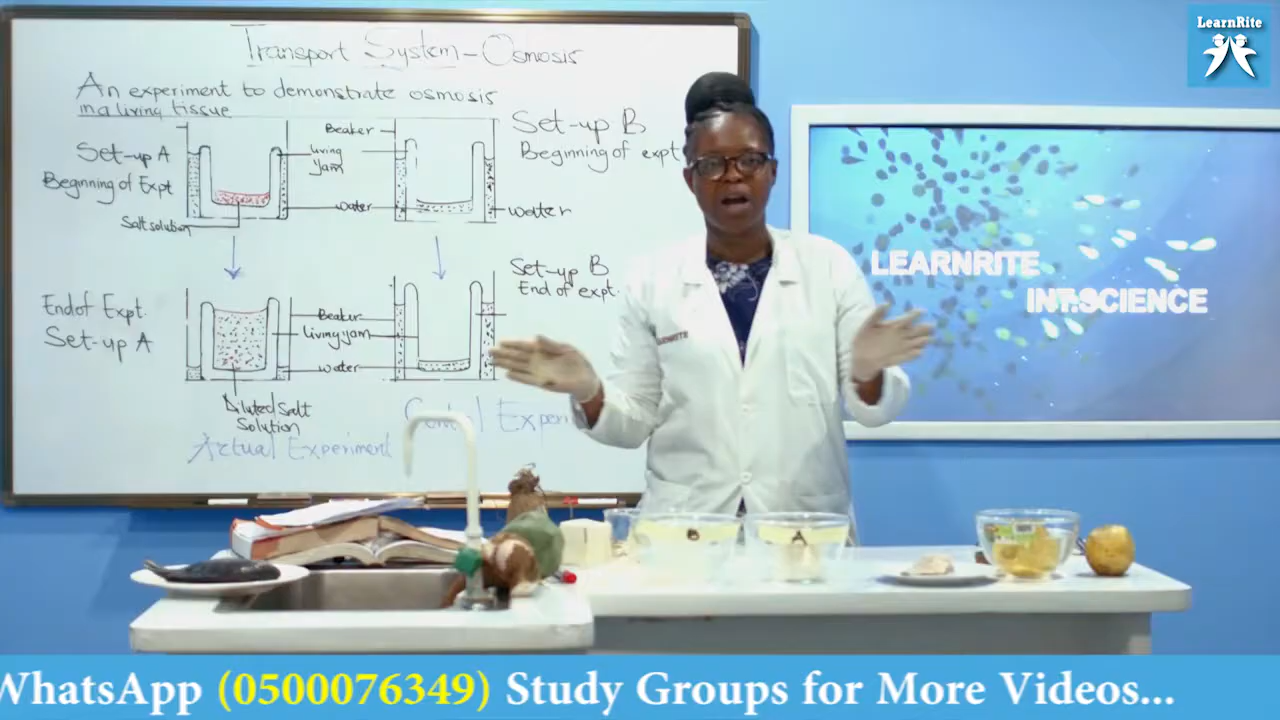 LearnRite
Transport System - Osmosis
An experiment to demonstrate osmosis
in a living tissue
Set-up A
Beginning of Expt
Salt solution
Beaker
living
yam
water
Set-up B
Beginning of expt
water
End of Expt.
Set-up A
Beaker
living yam
water
Set-up B
End of expt.
Diluted Salt
Solution
Actual Experiment
LEARNRITE
INT.SCIENCE
B
A
WhatsApp (0500076349) Study Groups for More Videos...